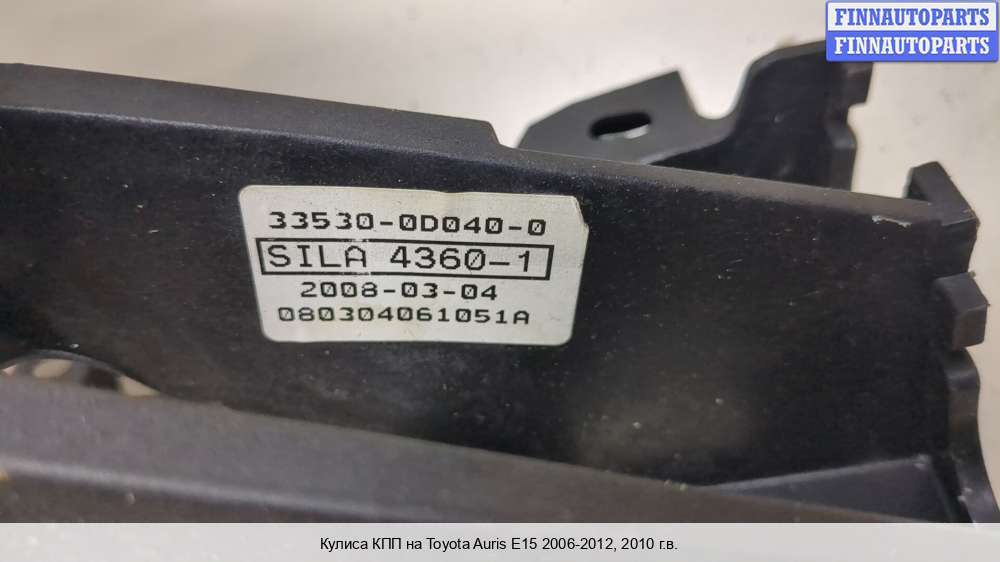 FINNAUTOPARTS
FINNAUTOPARTS
33530-0D040-0
SILA 4360-1
2008-03-04
080304061051A
Кулиса КПП на Toyota Auris E15 2006-2012, 2010 г.в.